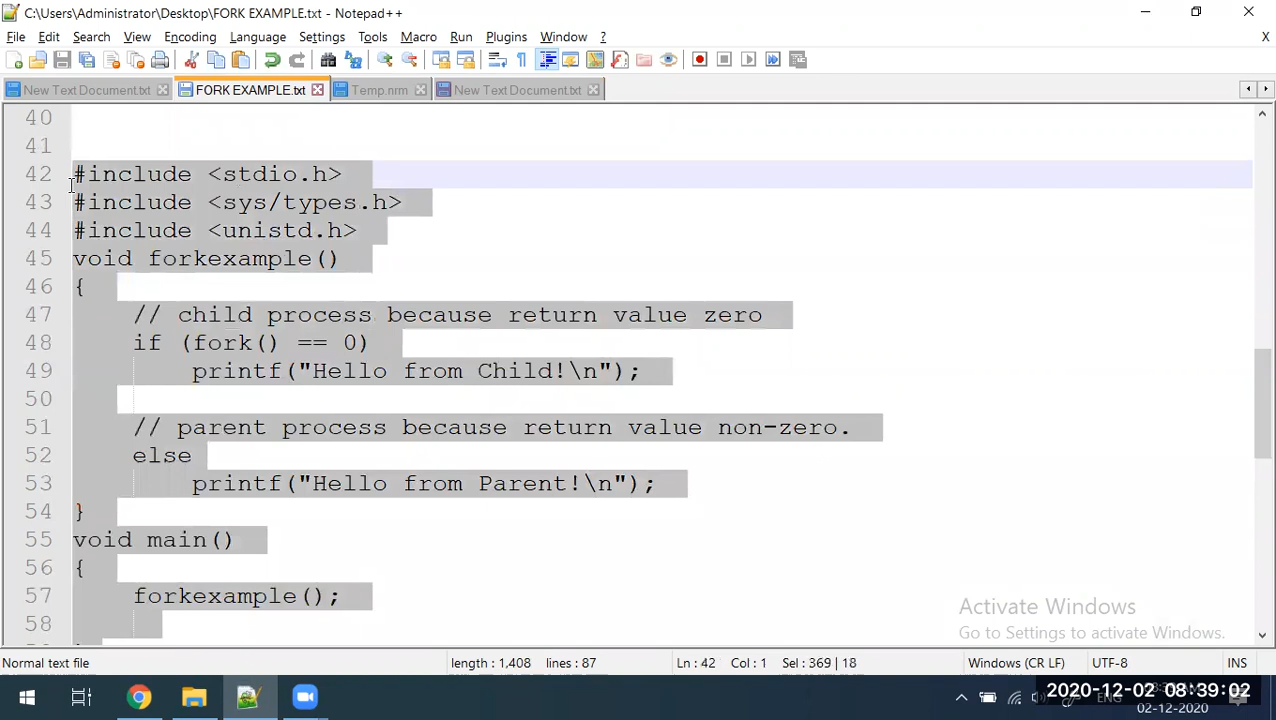 C:\Users\Administrator\Desktop\FORK EXAMPLE.txt - Notepad++
File Edit Search View Encoding Language Settings Tools Macro Run Plugins Window ? X
New Text Document.txt FORK EXAMPLE.txt Temp.nrm New Text Document.txt
40
41
42 #include <stdio.h>
43 #include <sys/types.h>
44 #include <unistd.h>
45 void forkexample()
46 {
47 // child process because return value zero
48 if (fork() == 0)
49 printf("Hello from Child!\n");
50
51 // parent process because return value non-zero.
52 else
53 printf("Hello from Parent!\n");
54 }
55 void main()
56 {
57 forkexample();
58
Activate Windows
Go to Settings to activate Windows.
Normal text file length : 1,408 lines : 87 Ln : 42 Col : 1 Sel : 369 | 18 Windows (CR LF) UTF-8 INS
2020-12-02 08:39:02
ENG
02-12-2020